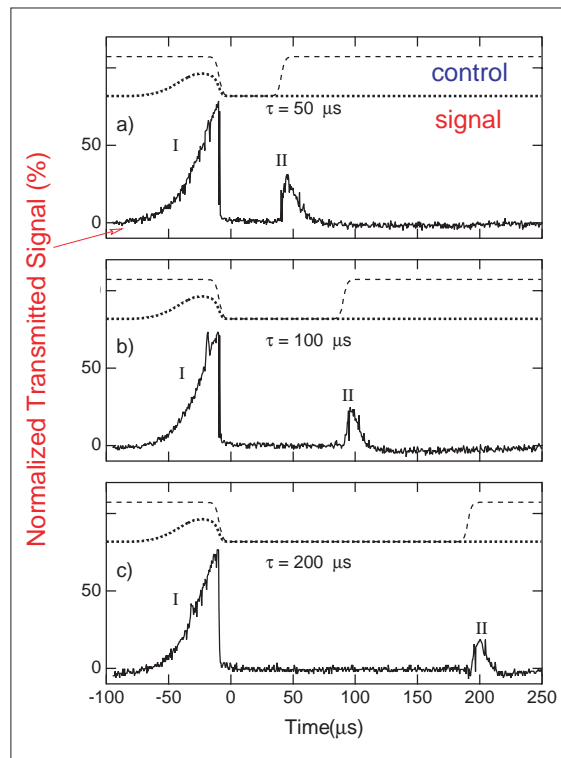 Normalized Transmitted Signal (%)
control
τ = 50 μs
signal
a)
I
II
50
0
τ = 100 μs
b)
I
II
50
0
τ = 200 μs
c)
I
II
50
0
-100 -50 0 50 100 150 200 250
Time(μs)